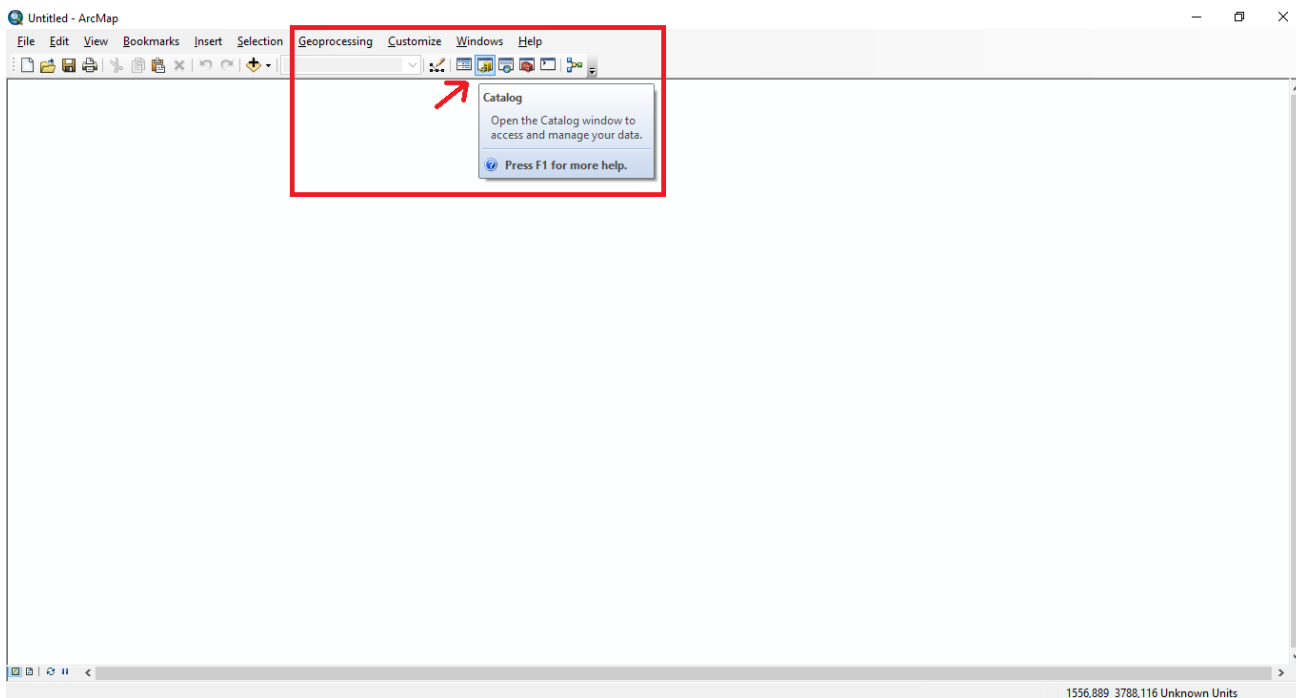 Untitled - ArcMap
File Edit View Bookmarks Insert Selection Geoprocessing Customize Windows Help
Catalog
Open the Catalog window to
access and manage your data.
Press F1 for more help.
1556,889 3788,116 Unknown Units